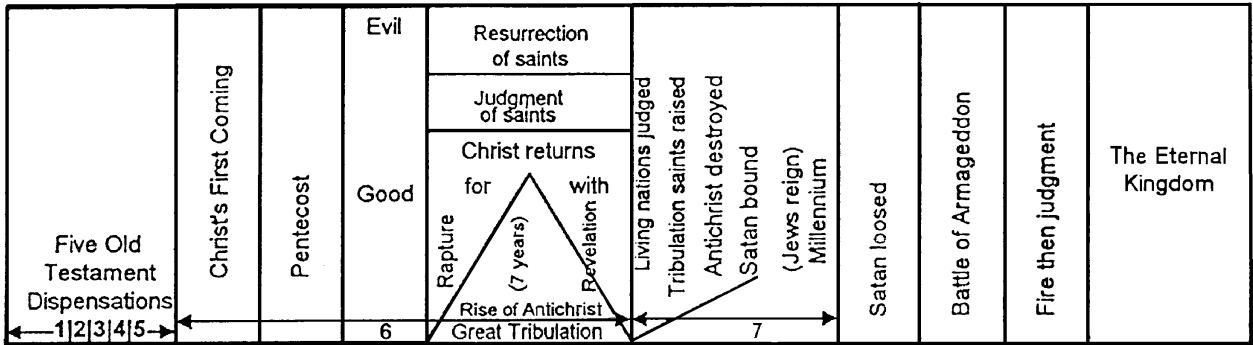 Five Old
Testament
Dispensations
1|2|3|4|5
Christ's First Coming
Pentecost
Evil
Good
6
Resurrection
of saints
Judgment
of saints
Christ returns
for with
Rapture
(7 years)
Revelation
Rise of Antichrist
Great Tribulation
Living nations judged
Tribulation saints raised
Antichrist destroyed
Satan bound
(Jews reign)
Millennium
7
Satan loosed
Battle of Armageddon
Fire then judgment
The Eternal
Kingdom